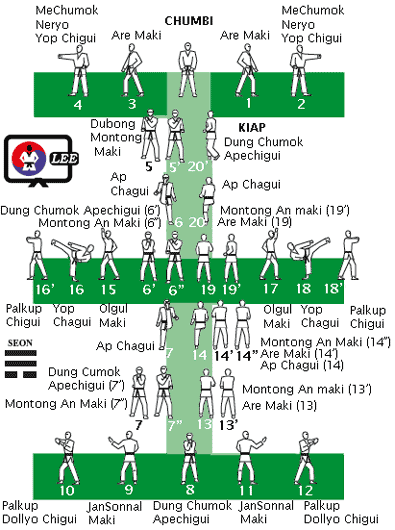 MeChumok
Neryo
Yop Chigui
Are Maki
CHUMBI
Are Maki
MeChumok
Neryo
Yop Chigui
4
3
1
2
Dubong
Montong
Maki
KIAP
Dung Chumok
Apechigui
5
5'
20'
LEE
Ap
Chagui
Ap Chagui
Dung Chumok Apechigui (6')
Montong An Maki (6")
6
20
Montong An maki (19')
Are Maki (19)
16'
16
15
6'
6"
19
19'
17
18
18'
Palkup
Chigui
Yop
Chagui
Olgul
Maki
Olgul
Maki
Yop
Chagui
Palkup
Chigui
SEON
Ap Chagui
7
14
14'
14"
Montong An Maki (14")
Are Maki (14')
Ap Chagui (14)
Dung Cumok
Apechigui (7')
Montong An Maki (7")
7
7"
13
13'
Montong An maki (13')
Are Maki (13)
10
9
8
11
12
Palkup
Dollyo Chigui
JanSonnal
Maki
Dung Chumok
Apechigui
JanSonnal
Maki
Palkup
Dollyo Chigui